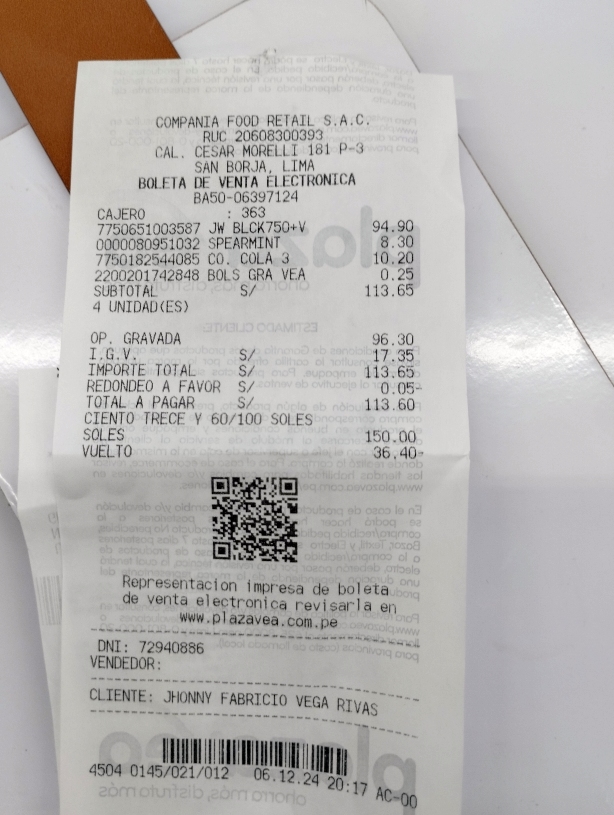 COMPANIA FOOD RETAIL S.A.C.
RUC 20608300393
CAL. CESAR MORELLI 181 P-3
SAN BORJA, LIMA
BOLETA DE VENTA ELECTRONICA
BA50-06397124
CAJERO : 363
7750651003587 JW BLCK750+V 94.90
0000080951032 SPEARMINT 8.30
7750182544085 CO. COLA 3 10.20
2200201742848 BOLS GRA VEA 0.25
SUBTOTAL S/ 113.65
4 UNIDAD(ES)
OP. GRAVADA 96.30
I.G.V. S/ 17.35
IMPORTE TOTAL S/ 113.65
REDONDEO A FAVOR S/ 0.05-
TOTAL A PAGAR S/ 113.60
CIENTO TRECE Y 60/100 SOLES
SOLES 150.00
VUELTO 36.40-
Representacion impresa de boleta
de venta electronica revisarla en
www.plazavea.com.pe
DNI: 72940886
VENDEDOR:
CLIENTE: JHONNY FABRICIO VEGA RIVAS
4504 0145/021/012 06.12.24 20:17 AC-00